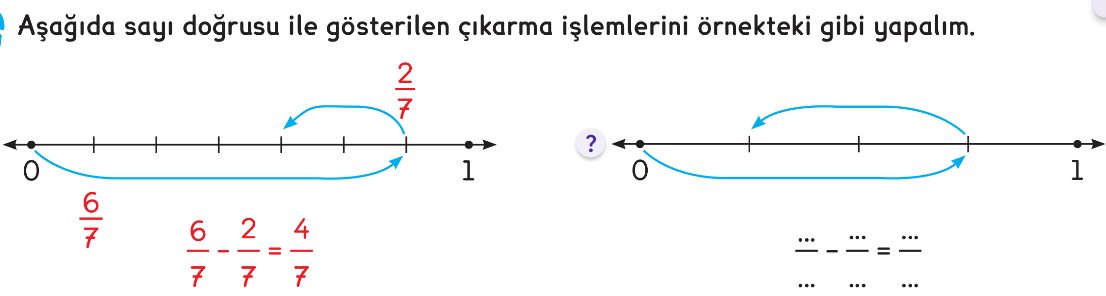 Aşağıda sayı doğrusu ile gösterilen çıkarma işlemlerini örnekteki gibi yapalım.
2/7
?
0 1 0 1
6/7
6/7 - 2/7 = 4/7
.../... - .../... = .../...